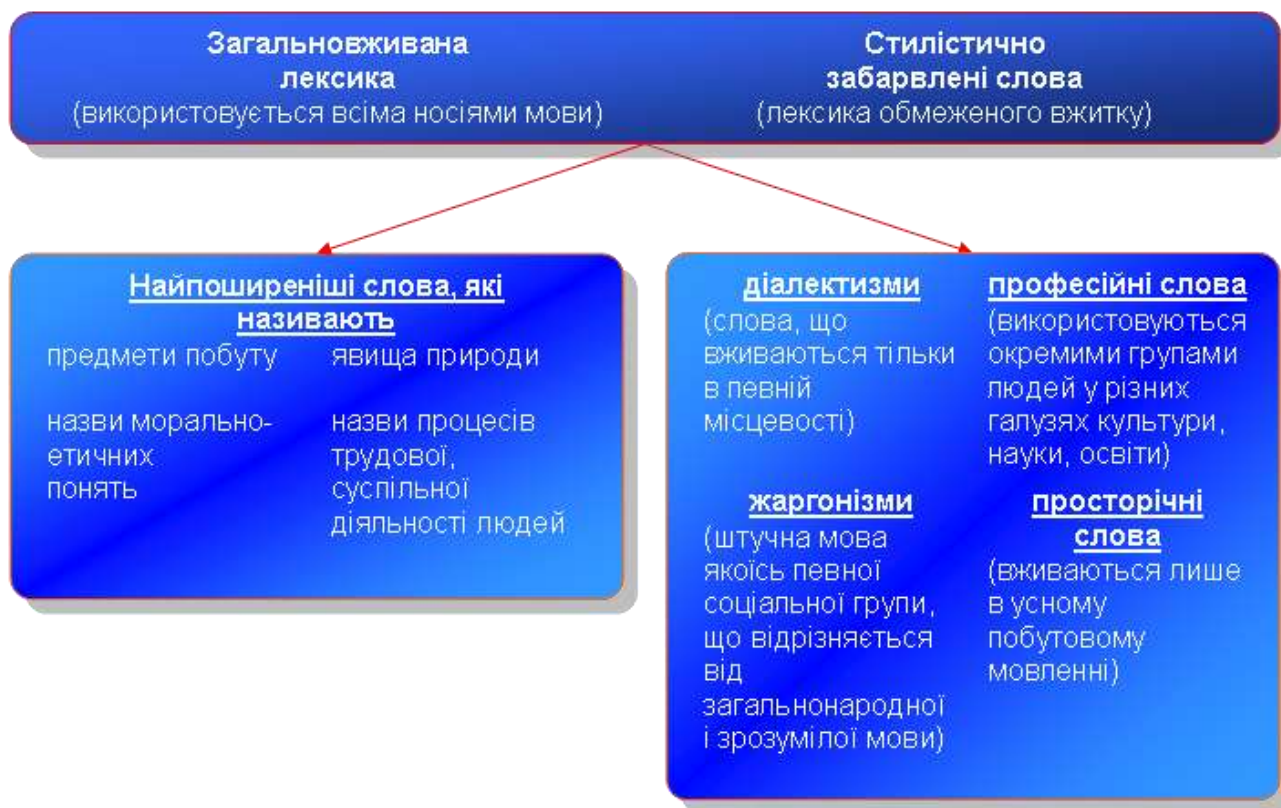 Загальновживана
лексика
(використовується всіма носіями мови)
Стилістично
забарвлені слова
(лексика обмеженого вжитку)
Найпоширеніші слова, які
називають
предмети побуту
явища природи
назви морально-
етичних
понять
назви процесів
трудової,
суспільної
діяльності людей
діалектизми
(слова, що
вживаються тільки
в певній
місцевості)
професійні слова
(використовуються
окремими групами
людей у різних
галузях культури,
науки, освіти)
жаргонізми
(штучна мова
якоїсь певної
соціальної групи,
що відрізняється
від
загальнонародної
і зрозумілої мови)
просторічні
слова
(вживаються лише
в усному
побутовому
мовленні)